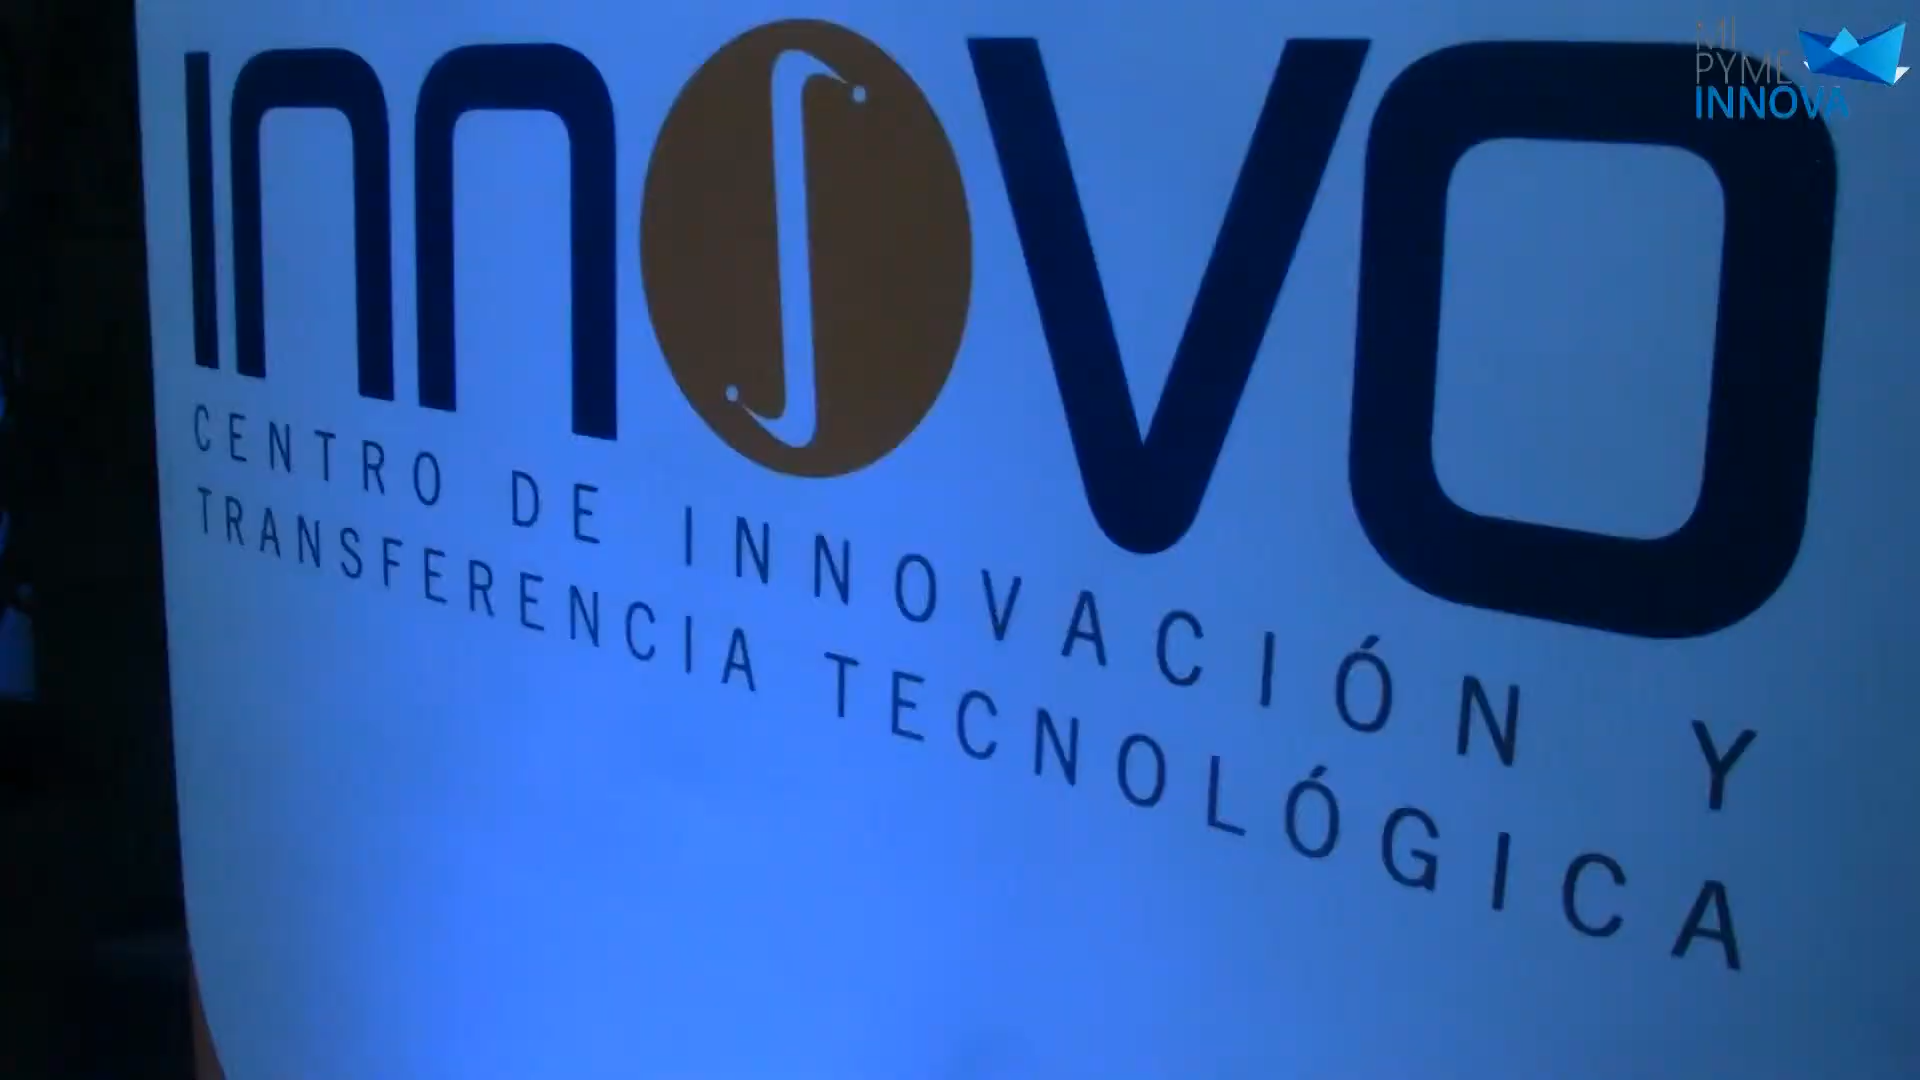 INNOVO
CENTRO DE INNOVACIÓN Y
TRANSFERENCIA TECNOLÓGICA
MI
PYME
INNOVA